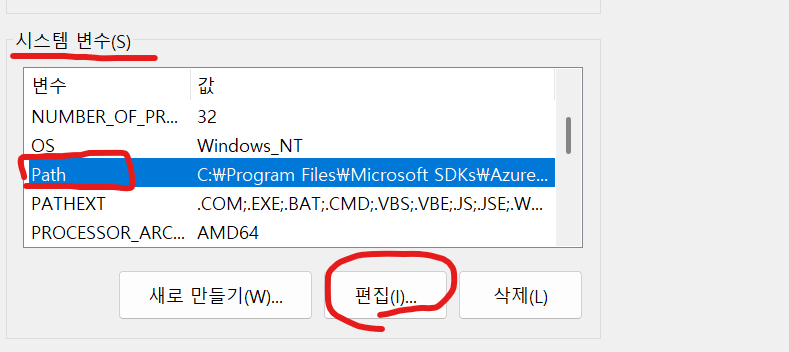 시스템 변수(S)
변수 값
NUMBER_OF_PR... 32
OS Windows_NT
Path C:₩Program Files₩Microsoft SDKs₩Azure...
PATHEXT .COM;.EXE;.BAT;.CMD;.VBS;.VBE;.JS;.JSE;.W...
PROCESSOR_ARC... AMD64
새로 만들기(W)... 편집(I)... 삭제(L)